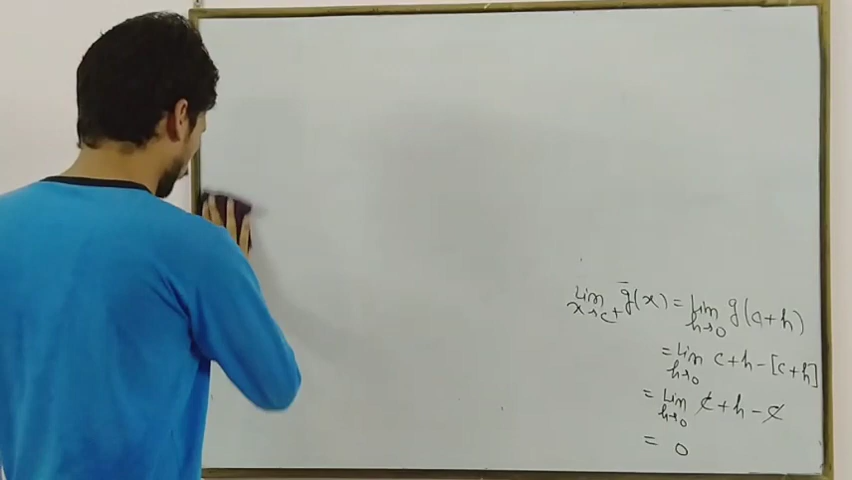 lim x→c+ g(x) = lim h→0 g(c+h)
= lim h→0 c+h-[c+h]
= lim h→0 c+h-c
= 0